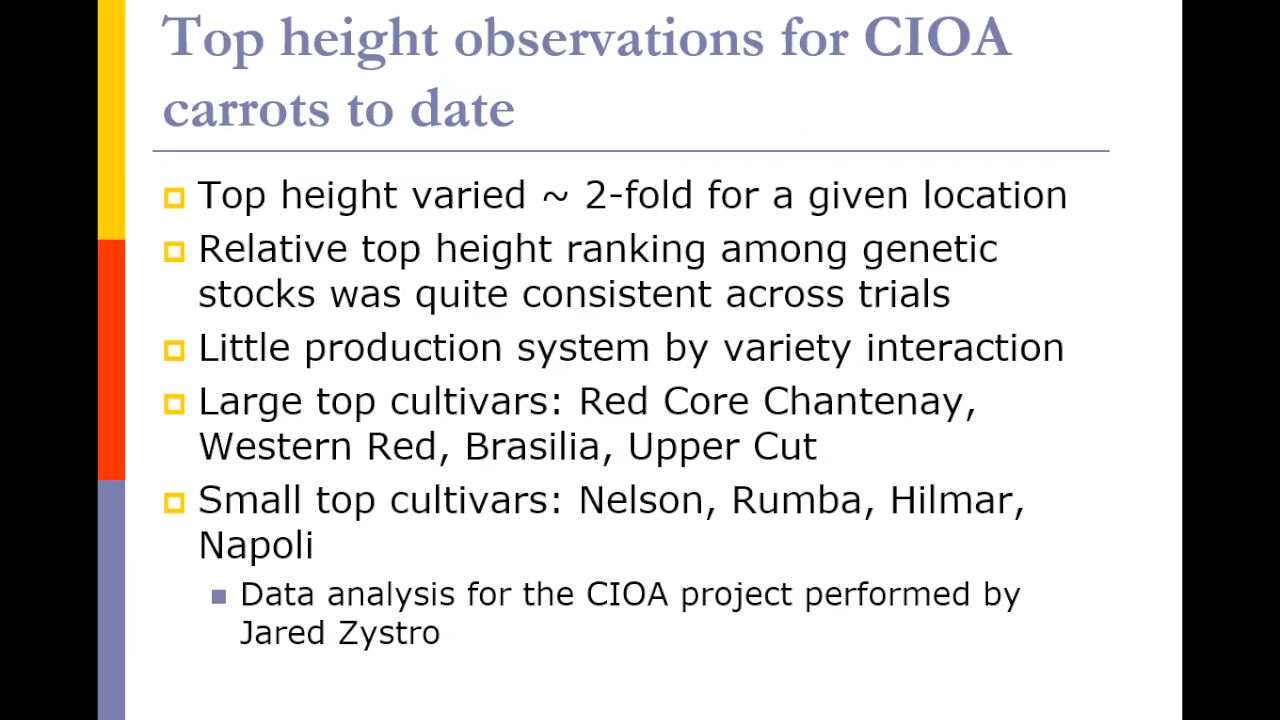 Top height observations for CIOA
carrots to date
Top height varied ~ 2-fold for a given location
Relative top height ranking among genetic
stocks was quite consistent across trials
Little production system by variety interaction
Large top cultivars: Red Core Chantenay,
Western Red, Brasilia, Upper Cut
Small top cultivars: Nelson, Rumba, Hilmar,
Napoli
Data analysis for the CIOA project performed by
Jared Zystro